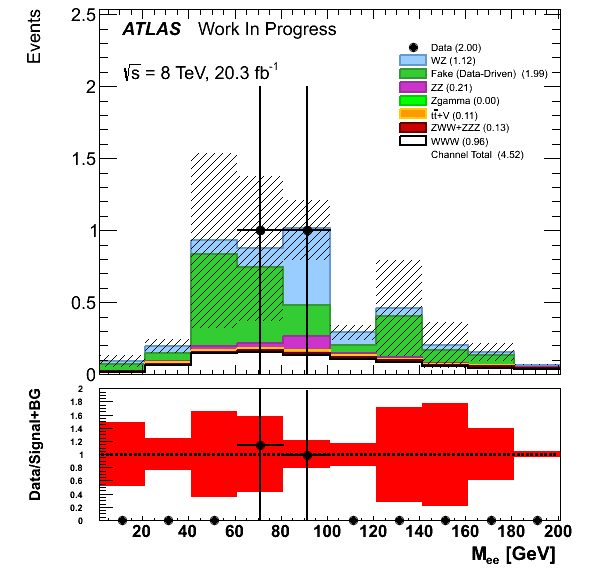 Events
ATLAS Work In Progress
√s = 8 TeV, 20.3 fb⁻¹
Data (2.00)
WZ (1.12)
Fake (Data-Driven) (1.99)
ZZ (0.21)
Zgamma (0.00)
tt̄+V (0.11)
ZWW+ZZZ (0.13)
WWW (0.96)
Channel Total (4.52)
2.5
2
1.5
1
0.5
0
Data/Signal+BG
2
1.8
1.6
1.4
1.2
1
0.8
0.6
0.4
0.2
0
20 40 60 80 100 120 140 160 180 200
M_ee [GeV]